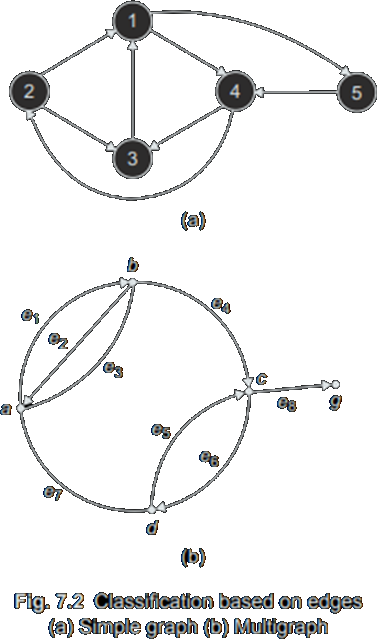 1
2
4
5
3
(a)
b
e1
e4
e2
e3
c
e8
g
a
e5
e6
e7
d
(b)
Fig. 7.2 Classification based on edges
(a) Simple graph (b) Multigraph